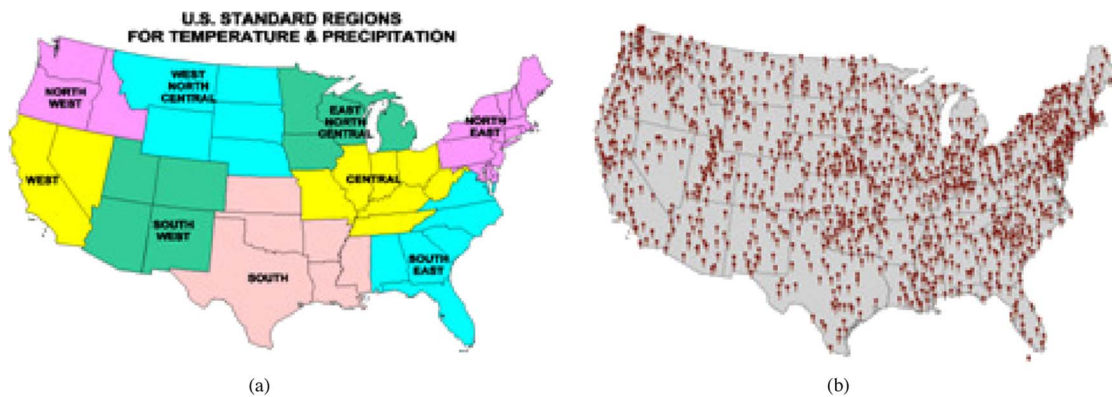 U.S. STANDARD REGIONS
FOR TEMPERATURE & PRECIPITATION
WEST
NORTH
CENTRAL
NORTH
WEST
EAST
NORTH
CENTRAL
NORTH
EAST
WEST
CENTRAL
SOUTH
WEST
SOUTH
SOUTH
EAST
(a)
(b)